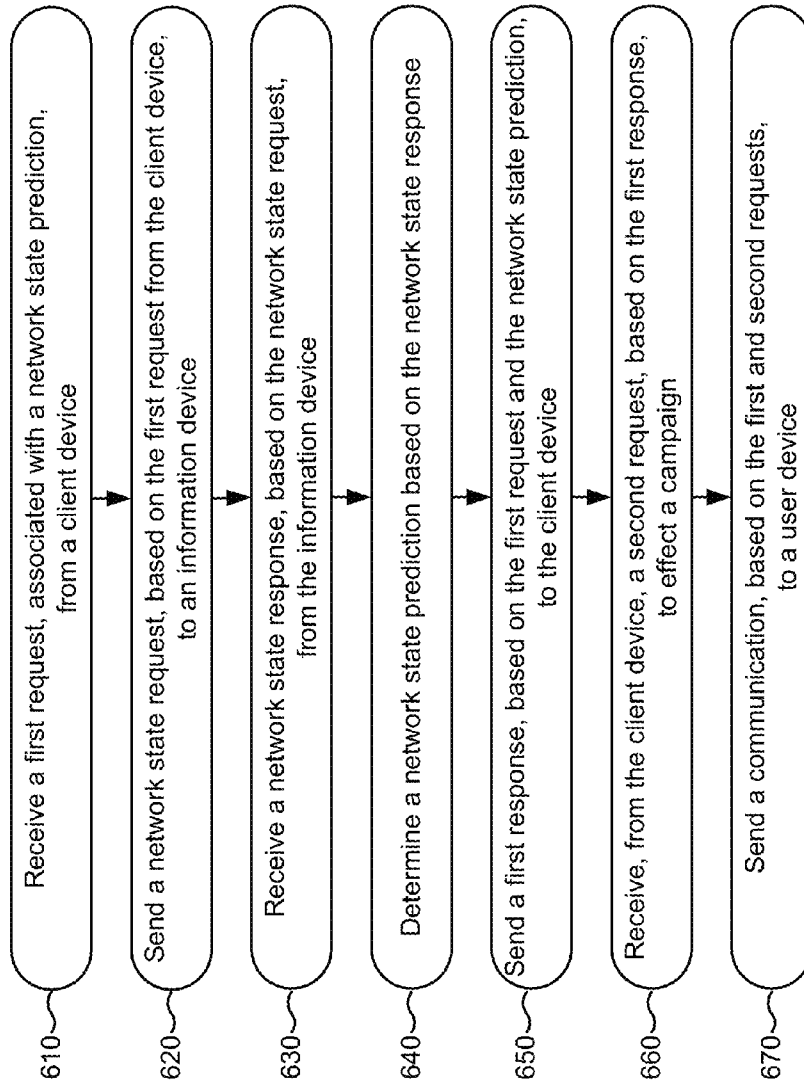 610
Receive a first request, associated with a network state prediction,
from a client device
620
Send a network state request, based on the first request from the client device,
to an information device
630
Receive a network state response, based on the network state request,
from the information device
640
Determine a network state prediction based on the network state response
650
Send a first response, based on the first request and the network state prediction,
to the client device
660
Receive, from the client device, a second request, based on the first response,
to effect a campaign
670
Send a communication, based on the first and second requests,
to a user device